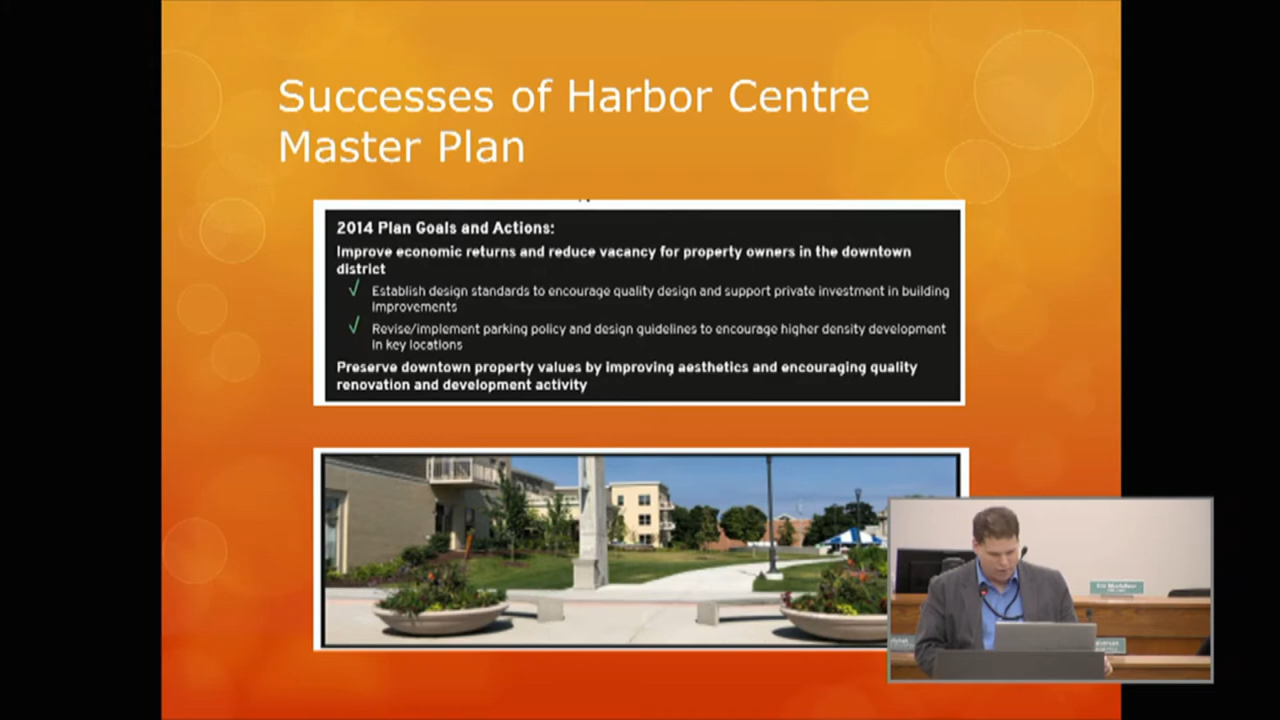 Successes of Harbor Centre
Master Plan
2014 Plan Goals and Actions:
Improve economic returns and reduce vacancy for property owners in the downtown
district
√ Establish design standards to encourage quality design and support private investment in building
improvements
√ Revise/implement parking policy and design guidelines to encourage higher density development
in key locations
Preserve downtown property values by improving aesthetics and encouraging quality
renovation and development activity